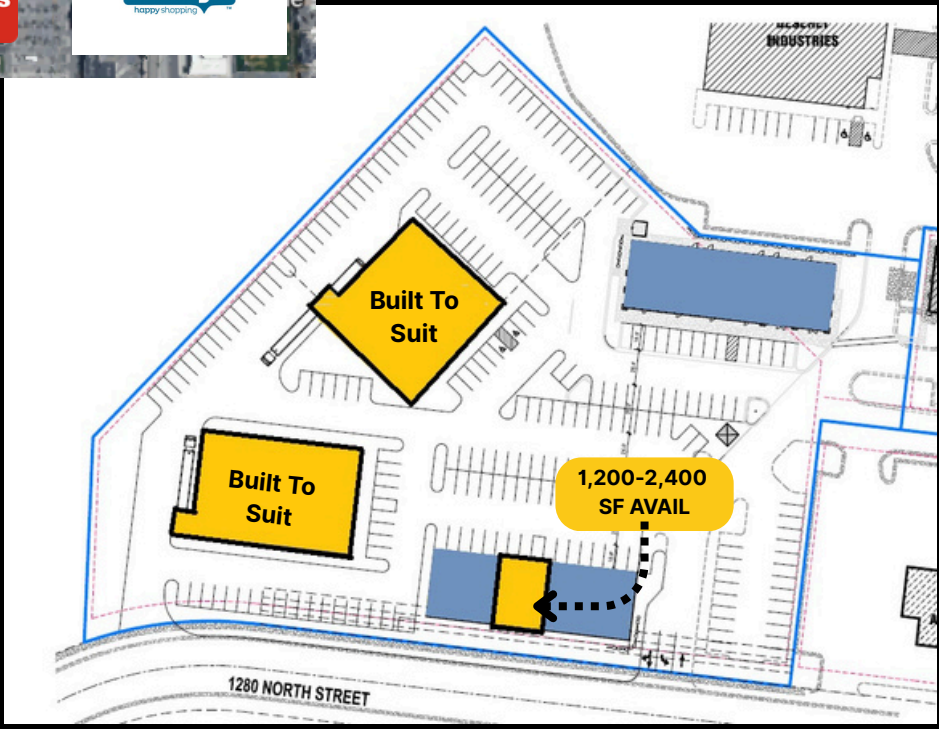 happy shopping
INDUSTRIES
Built To
Suit
Built To
Suit
1,200-2,400
SF AVAIL
1280 NORTH STREET